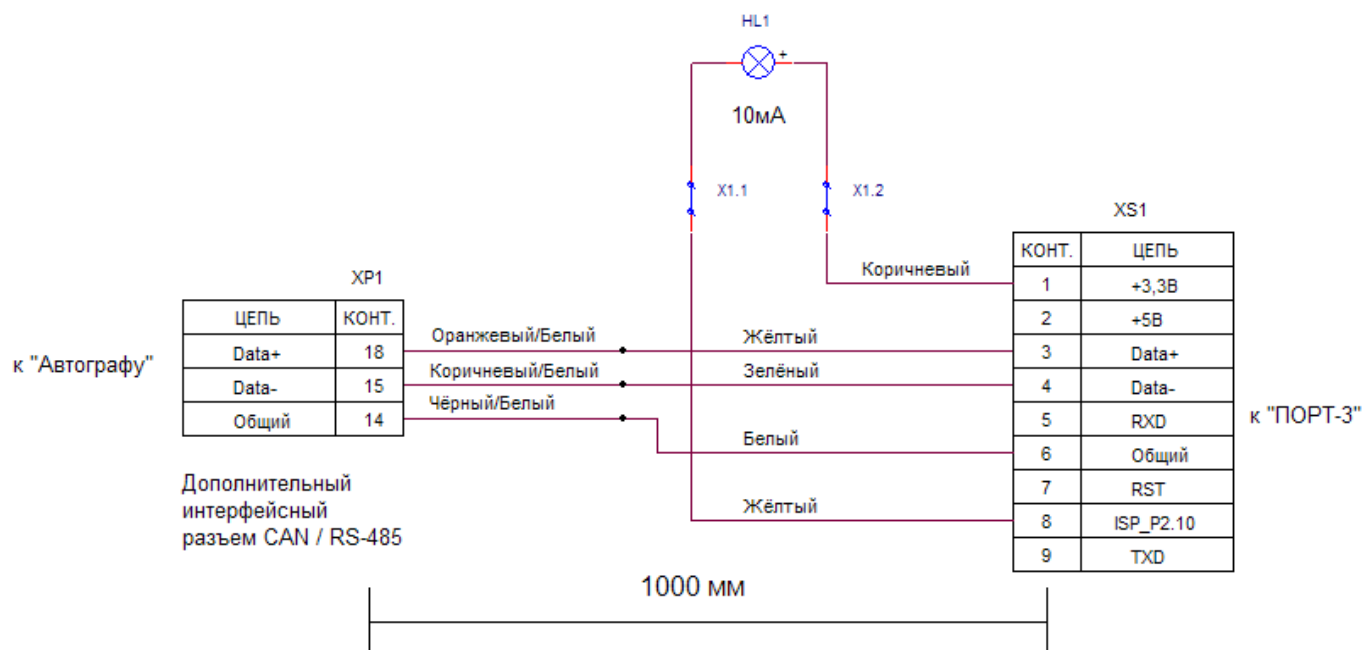 HL1
+
10мА
X1.1
X1.2
XS1
КОНТ.
ЦЕПЬ
Коричневый
1
+3,3В
XP1
2
+5В
ЦЕПЬ
КОНТ.
Оранжевый/Белый
Жёлтый
Data+
18
3
Data+
к "Автографу"
Коричневый/Белый
Зелёный
Data-
15
4
Data-
Чёрный/Белый
Общий
14
5
RXD
к "ПОРТ-3"
Белый
6
Общий
Дополнительный
интерфейсный
разъем CAN / RS-485
7
RST
Жёлтый
8
ISP_P2.10
9
TXD
1000 мм